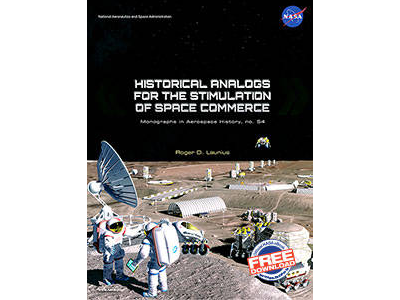 National Aeronautics and Space Administration
NASA
HISTORICAL ANALOGS
FOR THE STIMULATION
OF SPACE COMMERCE
Monographs in Aerospace History, no. 54
Roger D. Launius
FREE
DOWNLOAD